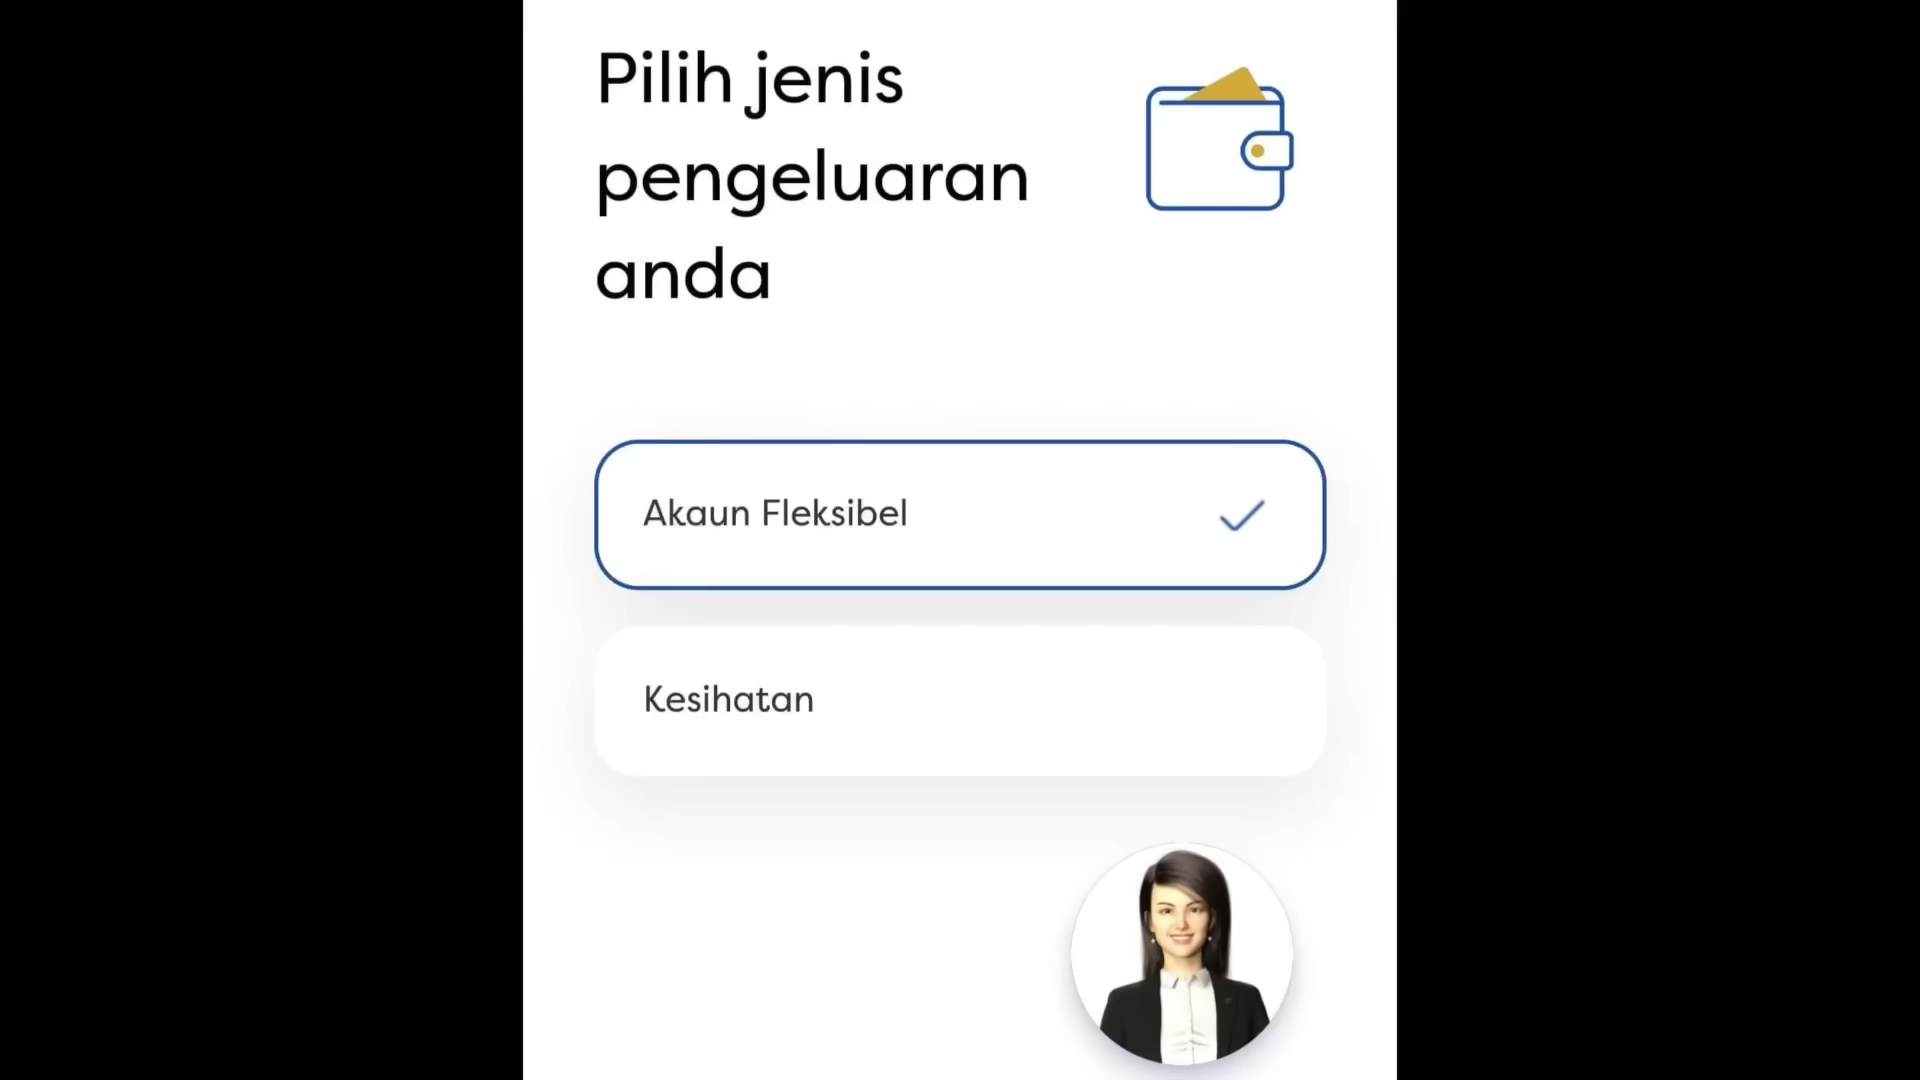 Pilih jenis
pengeluaran
anda
Akaun Fleksibel
Kesihatan